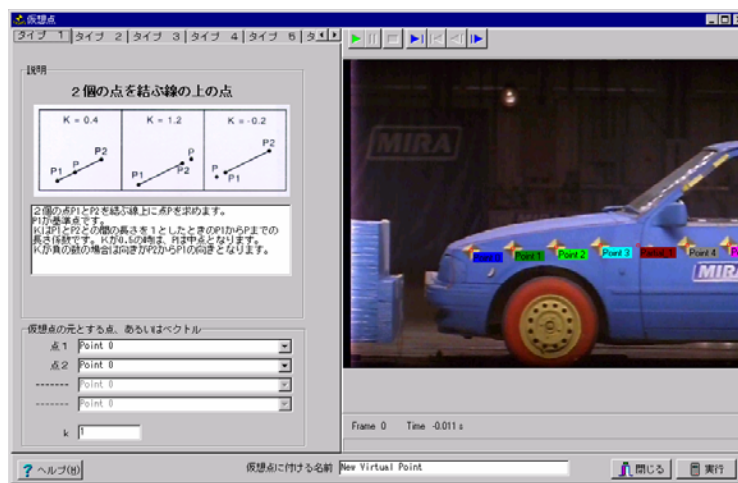 仮想点
タイプ 1 タイプ 2 タイプ 3 タイプ 4 タイプ 5 タ
説明
2個の点を結ぶ線の上の点
K = 0.4 K = 1.2 K = -0.2
P1 P P2 P1 P2 P P P1 P2
2個の点P1とP2を結ぶ線上に点Pを求めます。
P1が基準点です。
KはP1とP2との間の長さを1としたときのP1からPまでの
長さ係数です。Kが0.5の時は、Pは中点となります。
Kが負の数の場合は向きがP2からP1の向きとなります。
仮想点の元とする点、あるいはベクトル
点1 Point 0
点2 Point 0
------- Point 0
------- Point 0
k 1
MIRA
Point 1 Point 2 Point 3 Point 4
MIR
Frame 0 Time -0.011 s
ヘルプ(H)
仮想点に付ける名前 New Virtual Point
閉じる 実行